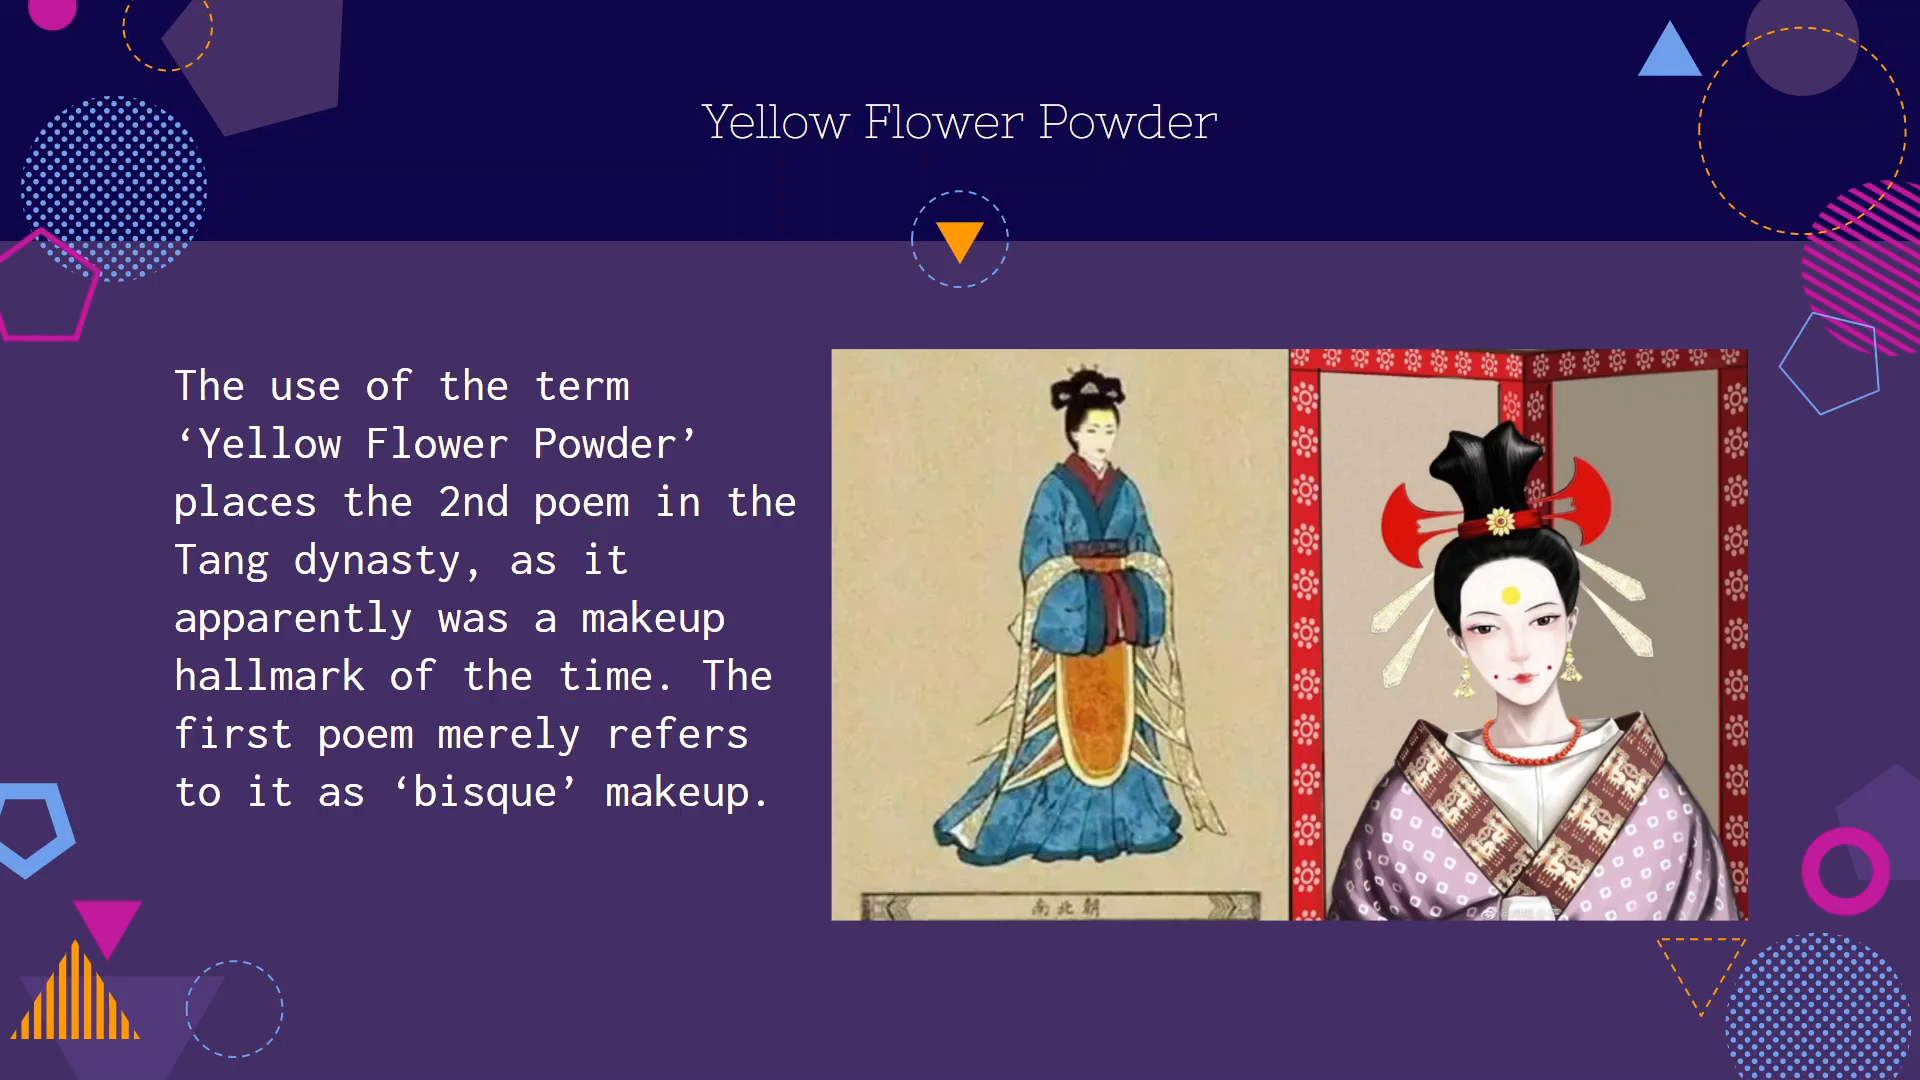 Yellow Flower Powder
The use of the term
‘Yellow Flower Powder’
places the 2nd poem in the
Tang dynasty, as it
apparently was a makeup
hallmark of the time. The
first poem merely refers
to it as ‘bisque’ makeup.
南北朝